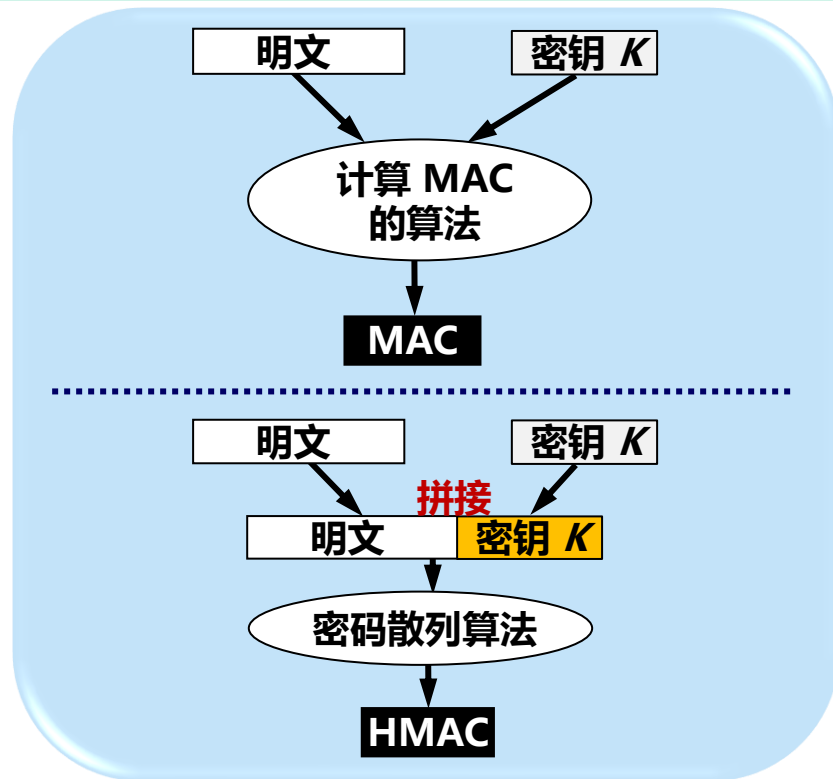 明文
密钥 K
计算 MAC
的算法
MAC
明文
密钥 K
拼接
明文
密钥 K
密码散列算法
HMAC